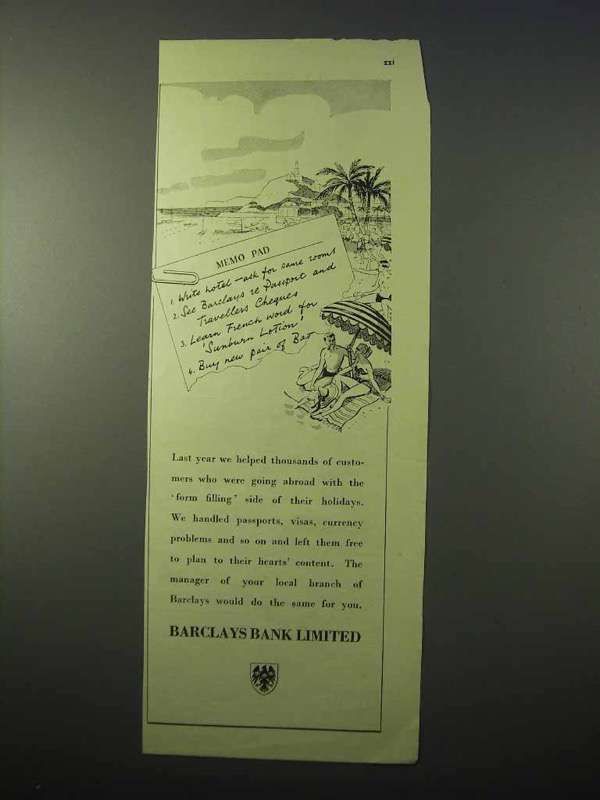 xxi
MEMO PAD
1. Write hotel - ask for same rooms
2. See Barclays re Passport and
Travellers Cheques
3. Learn French word for
'Sunburn Lotion'
4. Buy new pair of Bat
Last year we helped thousands of custo-
mers who were going abroad with the
'form filling' side of their holidays.
We handled passports, visas, currency
problems and so on and left them free
to plan to their hearts' content. The
manager of your local branch of
Barclays would do the same for you.
BARCLAYS BANK LIMITED